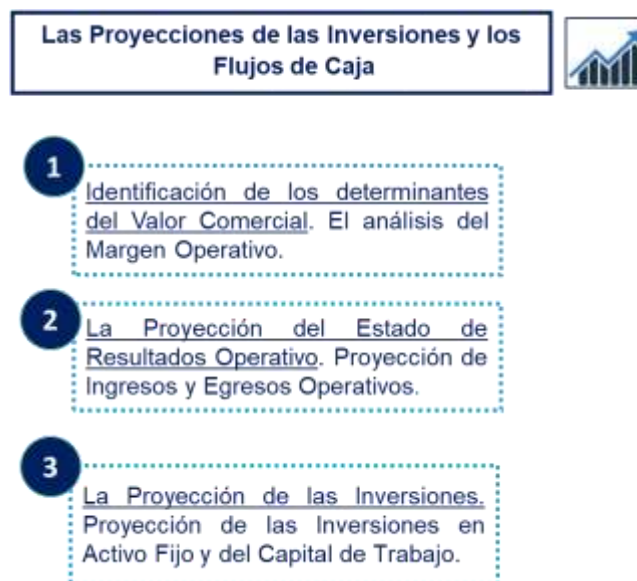 Las Proyecciones de las Inversiones y los
Flujos de Caja
1
Identificación de los determinantes
del Valor Comercial. El análisis del
Margen Operativo.
2
La Proyección del Estado de
Resultados Operativo. Proyección de
Ingresos y Egresos Operativos.
3
La Proyección de las Inversiones.
Proyección de las Inversiones en
Activo Fijo y del Capital de Trabajo.